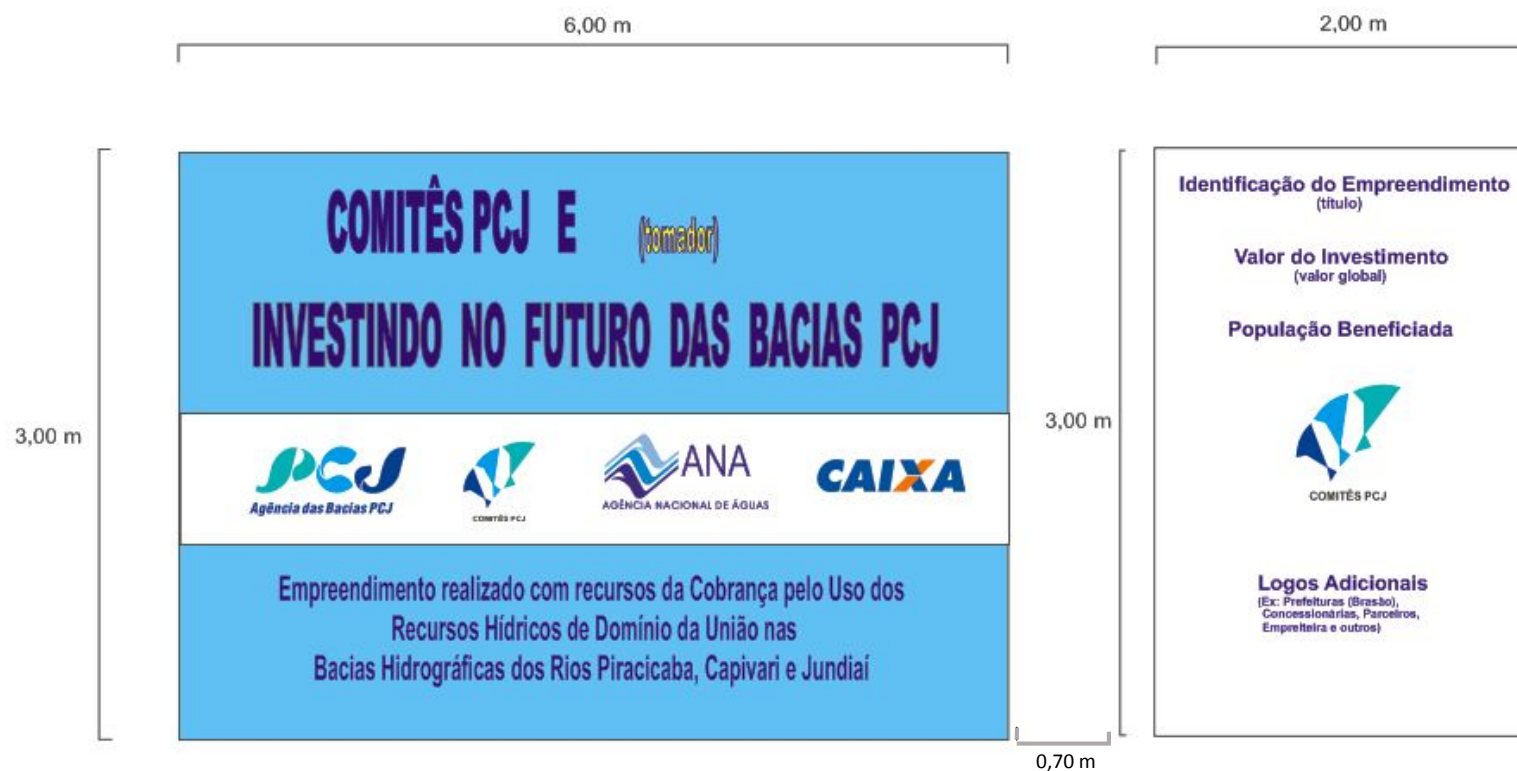 6,00 m
2,00 m
COMITÊS PCJ E (tomador)
INVESTINDO NO FUTURO DAS BACIAS PCJ
3,00 m
PCJ
Agência das Bacias PCJ
COMITÊS PCJ
ANA
AGÊNCIA NACIONAL DE ÁGUAS
CAIXA
Empreendimento realizado com recursos da Cobrança pelo Uso dos
Recursos Hídricos de Domínio da União nas
Bacias Hidrográficas dos Rios Piracicaba, Capivari e Jundiaí
3,00 m
0,70 m
Identificação do Empreendimento
(título)
Valor do Investimento
(valor global)
População Beneficiada
COMITÊS PCJ
Logos Adicionais
(Ex: Prefeituras (Brasão),
Concessionárias, Parceiros,
Empreiteira e outros)